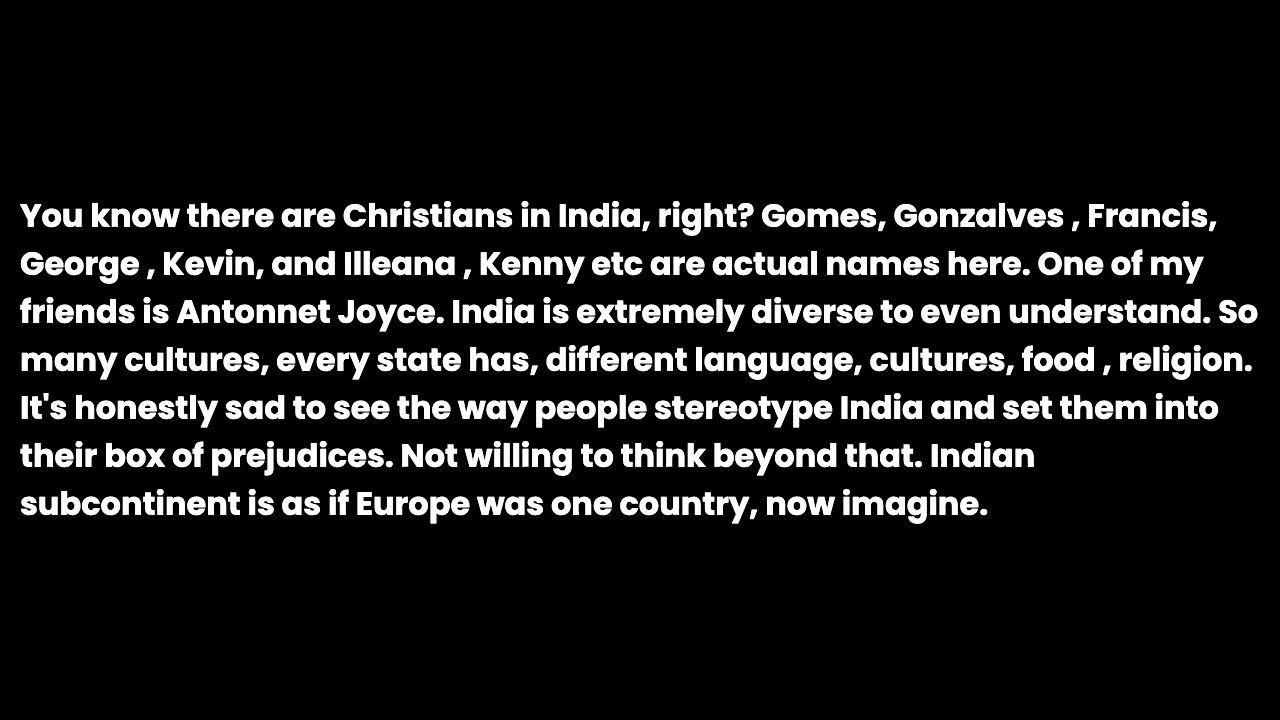 You know there are Christians in India, right? Gomes, Gonzalves , Francis,
George , Kevin, and Illeana , Kenny etc are actual names here. One of my
friends is Antonnet Joyce. India is extremely diverse to even understand. So
many cultures, every state has, different language, cultures, food , religion.
It's honestly sad to see the way people stereotype India and set them into
their box of prejudices. Not willing to think beyond that. Indian
subcontinent is as if Europe was one country, now imagine.